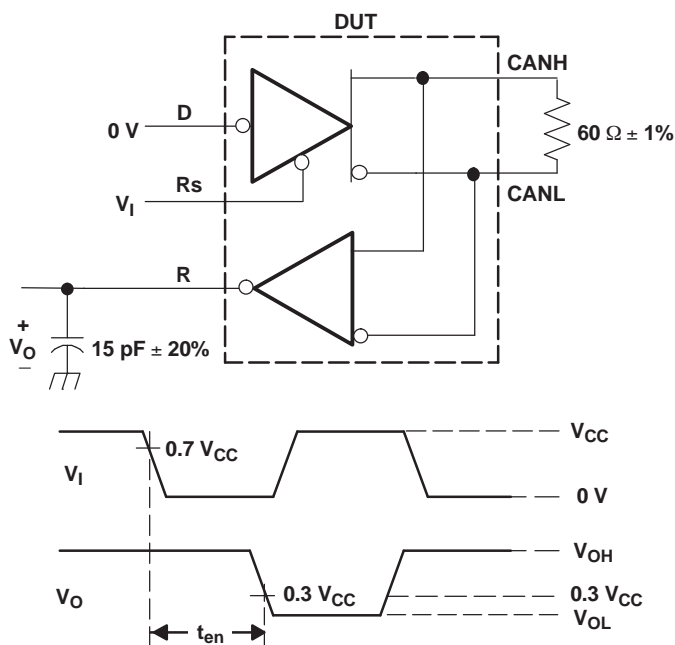 DUT
CANH
D
0 V
60 Ω ± 1%
Rs
V_I
CANL
R
+
V_O
−
15 pF ± 20%
V_CC
0.7 V_CC
V_I
0 V
V_OH
V_O
0.3 V_CC
0.3 V_CC
V_OL
t_en